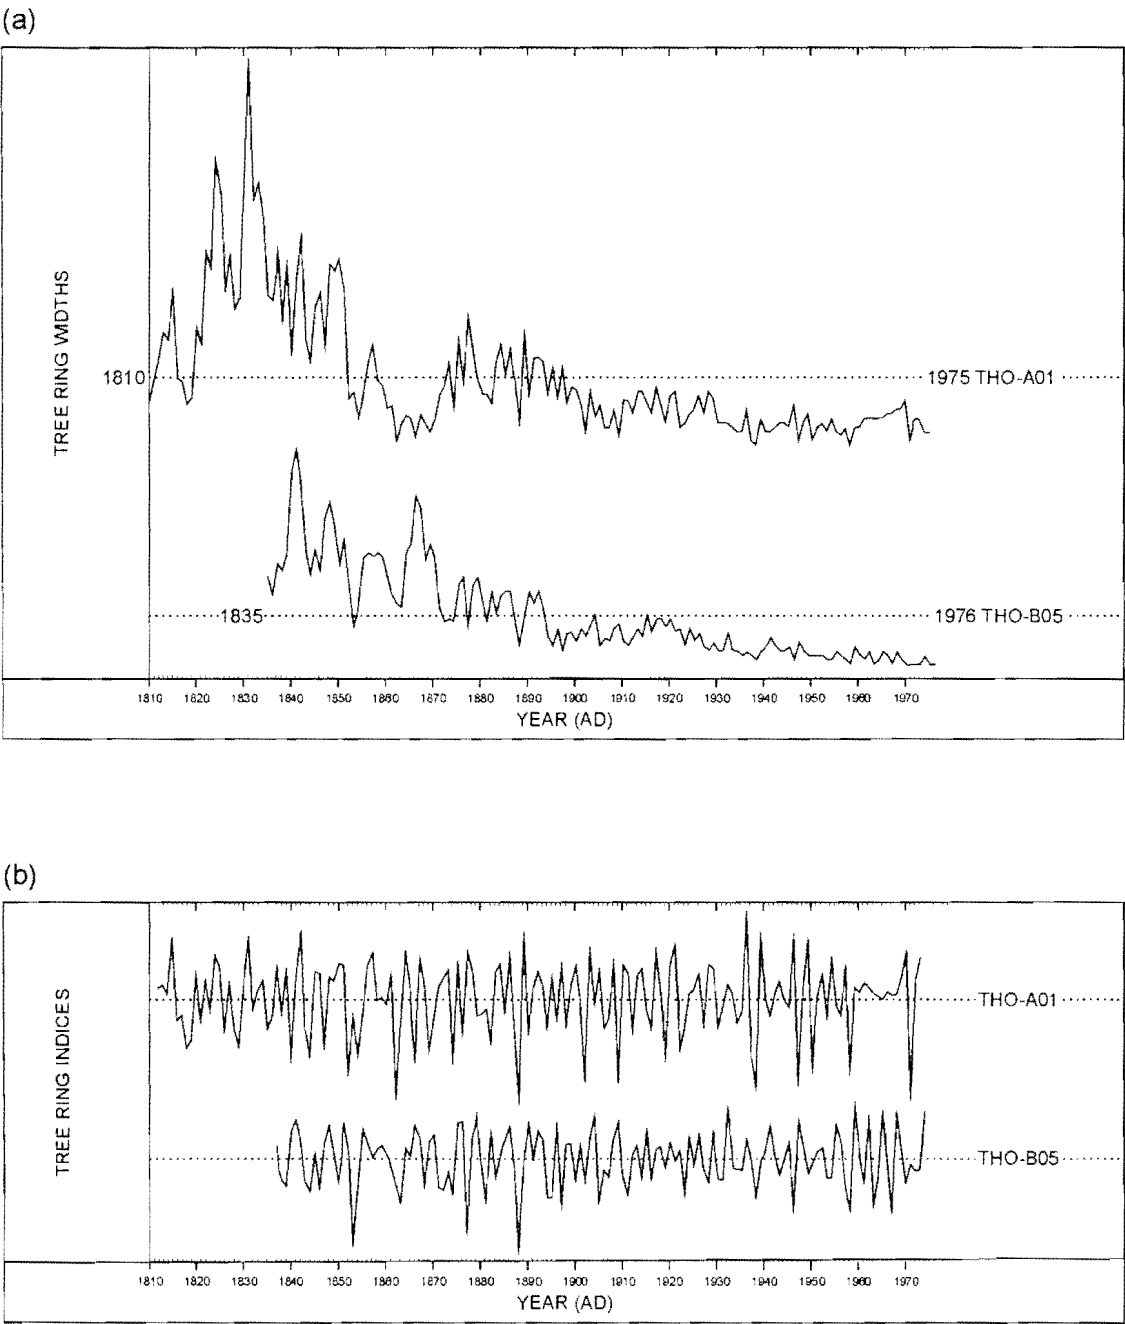 (a)
TREE RING WIDTHS
1810 1975 THO-A01
1835 1976 THO-B05
1810 1820 1830 1840 1850 1860 1870 1880 1890 1900 1910 1920 1930 1940 1950 1960 1970
YEAR (AD)
(b)
TREE RING INDICES
THO-A01
THO-B05
1810 1820 1830 1840 1850 1860 1870 1880 1890 1900 1910 1920 1930 1940 1950 1960 1970
YEAR (AD)